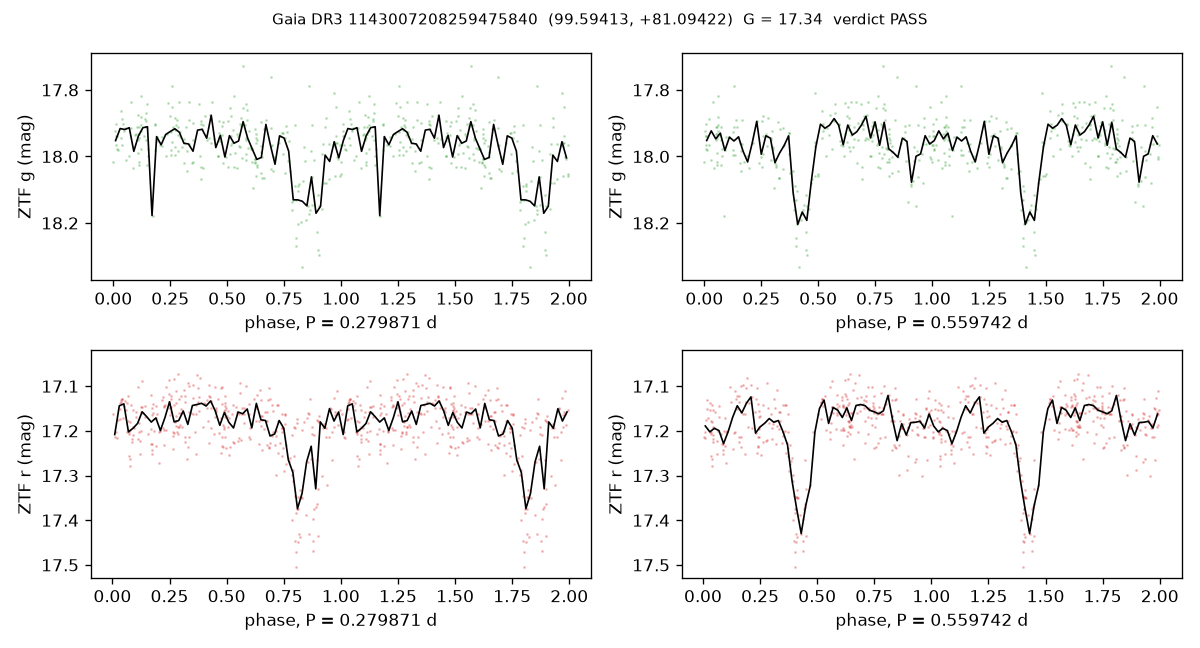 Gaia DR3 1143007208259475840  (99.59413, +81.09422)  G = 17.34  verdict PASS
ZTF g (mag)
17.8
18.0
18.2
0.00 0.25 0.50 0.75 1.00 1.25 1.50 1.75 2.00
phase, P = 0.279871 d
ZTF g (mag)
17.8
18.0
18.2
0.00 0.25 0.50 0.75 1.00 1.25 1.50 1.75 2.00
phase, P = 0.559742 d
ZTF r (mag)
17.1
17.2
17.3
17.4
17.5
0.00 0.25 0.50 0.75 1.00 1.25 1.50 1.75 2.00
phase, P = 0.279871 d
ZTF r (mag)
17.1
17.2
17.3
17.4
17.5
0.00 0.25 0.50 0.75 1.00 1.25 1.50 1.75 2.00
phase, P = 0.559742 d